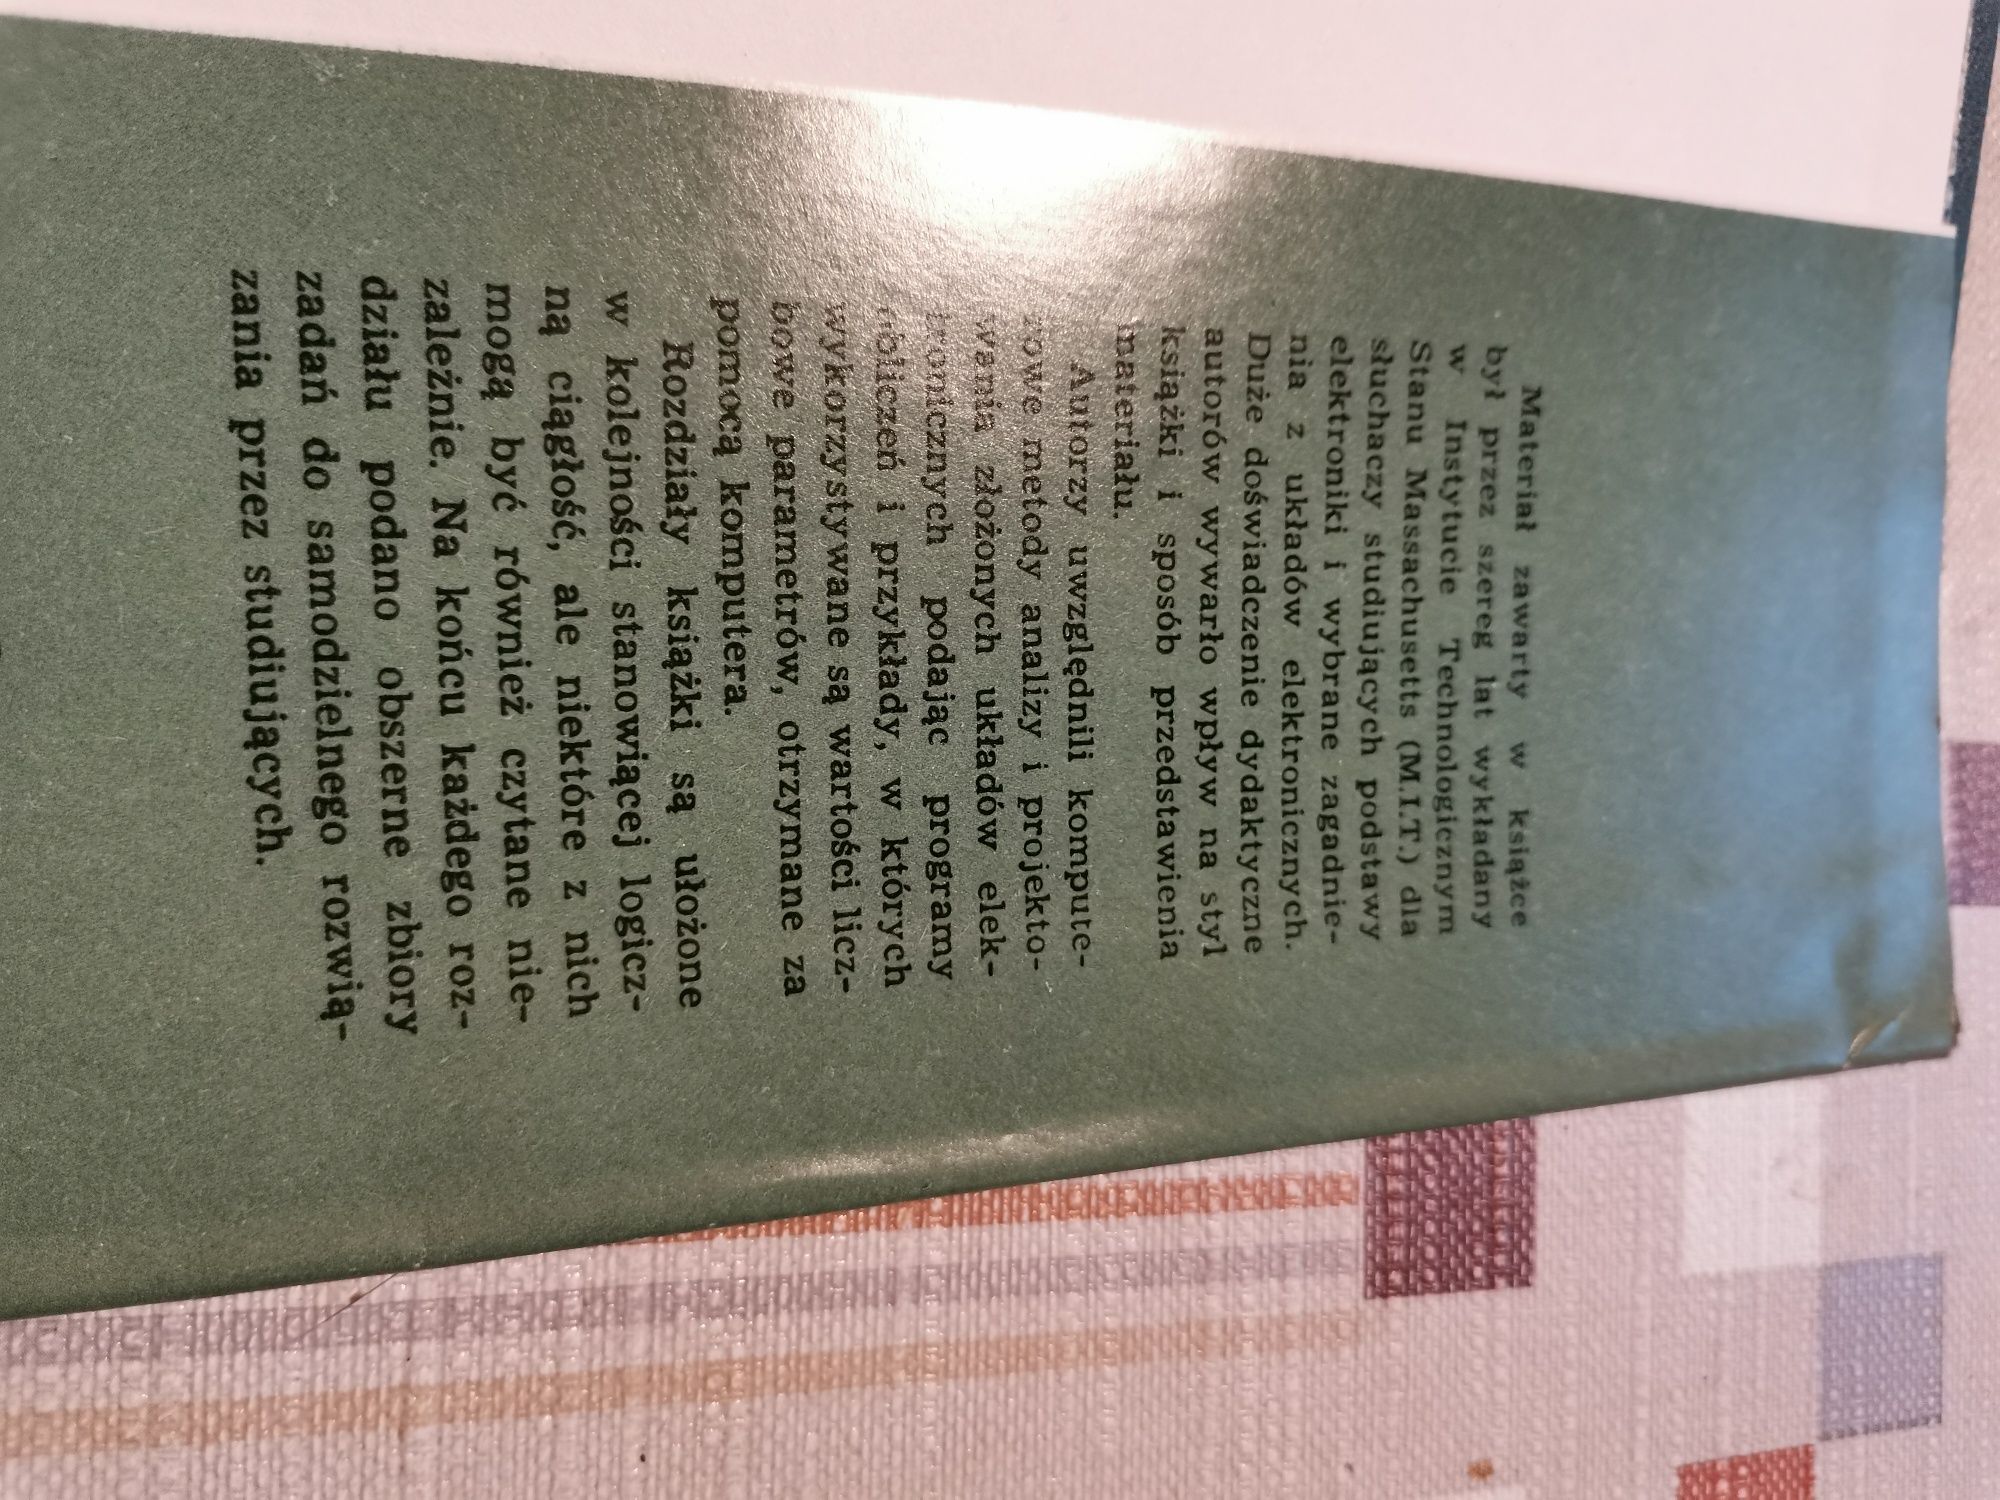 Materiał zawarty w książce
był przez szereg lat wykładany
w Instytucie Technologicznym
Stanu Massachusetts (M.I.T.) dla
słuchaczy studiujących podstawy
elektroniki i wybrane zagadnie-
nia z układów elektronicznych.
Duże doświadczenie dydaktyczne
autorów wywarło wpływ na styl
książki i sposób przedstawienia
materiału.
Autorzy uwzględnili kompute-
rowe metody analizy i projekto-
wania złożonych układów elek-
tronicznych podając programy
obliczeń i przykłady, w których
wykorzystywane są wartości licz-
bowe parametrów, otrzymane za
pomocą komputera.
Rozdziały książki są ułożone
w kolejności stanowiącej logicz-
ną ciągłość, ale niektóre z nich
mogą być również czytane nie-
zależnie. Na końcu każdego roz-
działu podano obszerne zbiory
zadań do samodzielnego rozwią-
zania przez studiujących.